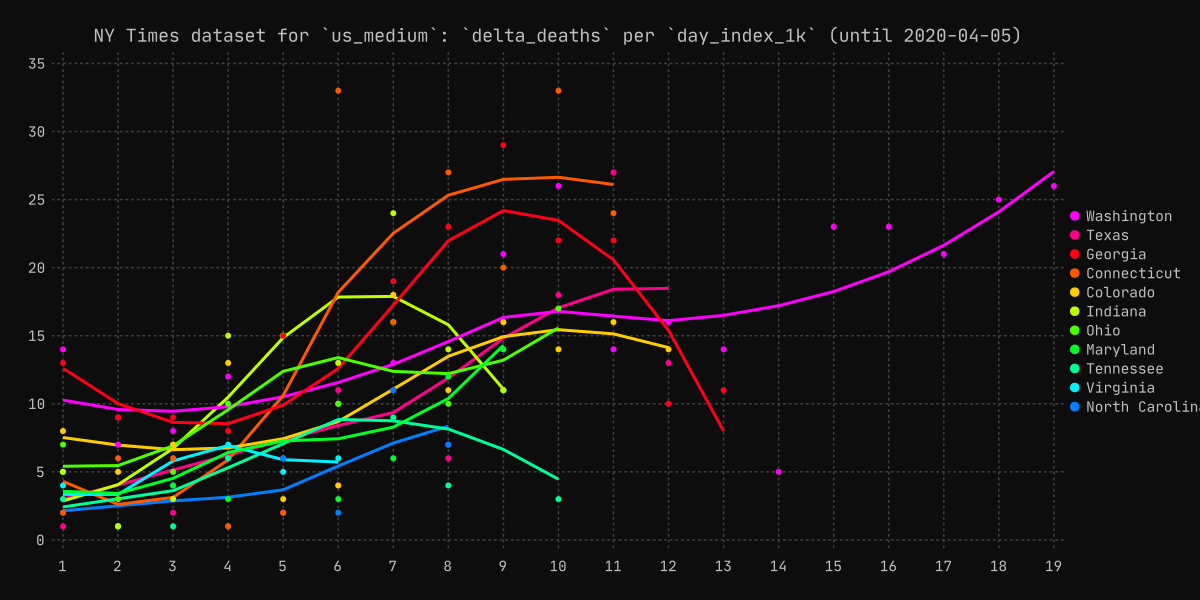 NY Times dataset for `us_medium`: `delta_deaths` per `day_index_1k` (until 2020-04-05)
35
30
25
20
15
10
5
0
1 2 3 4 5 6 7 8 9 10 11 12 13 14 15 16 17 18 19
Washington
Texas
Georgia
Connecticut
Colorado
Indiana
Ohio
Maryland
Tennessee
Virginia
North Carolina